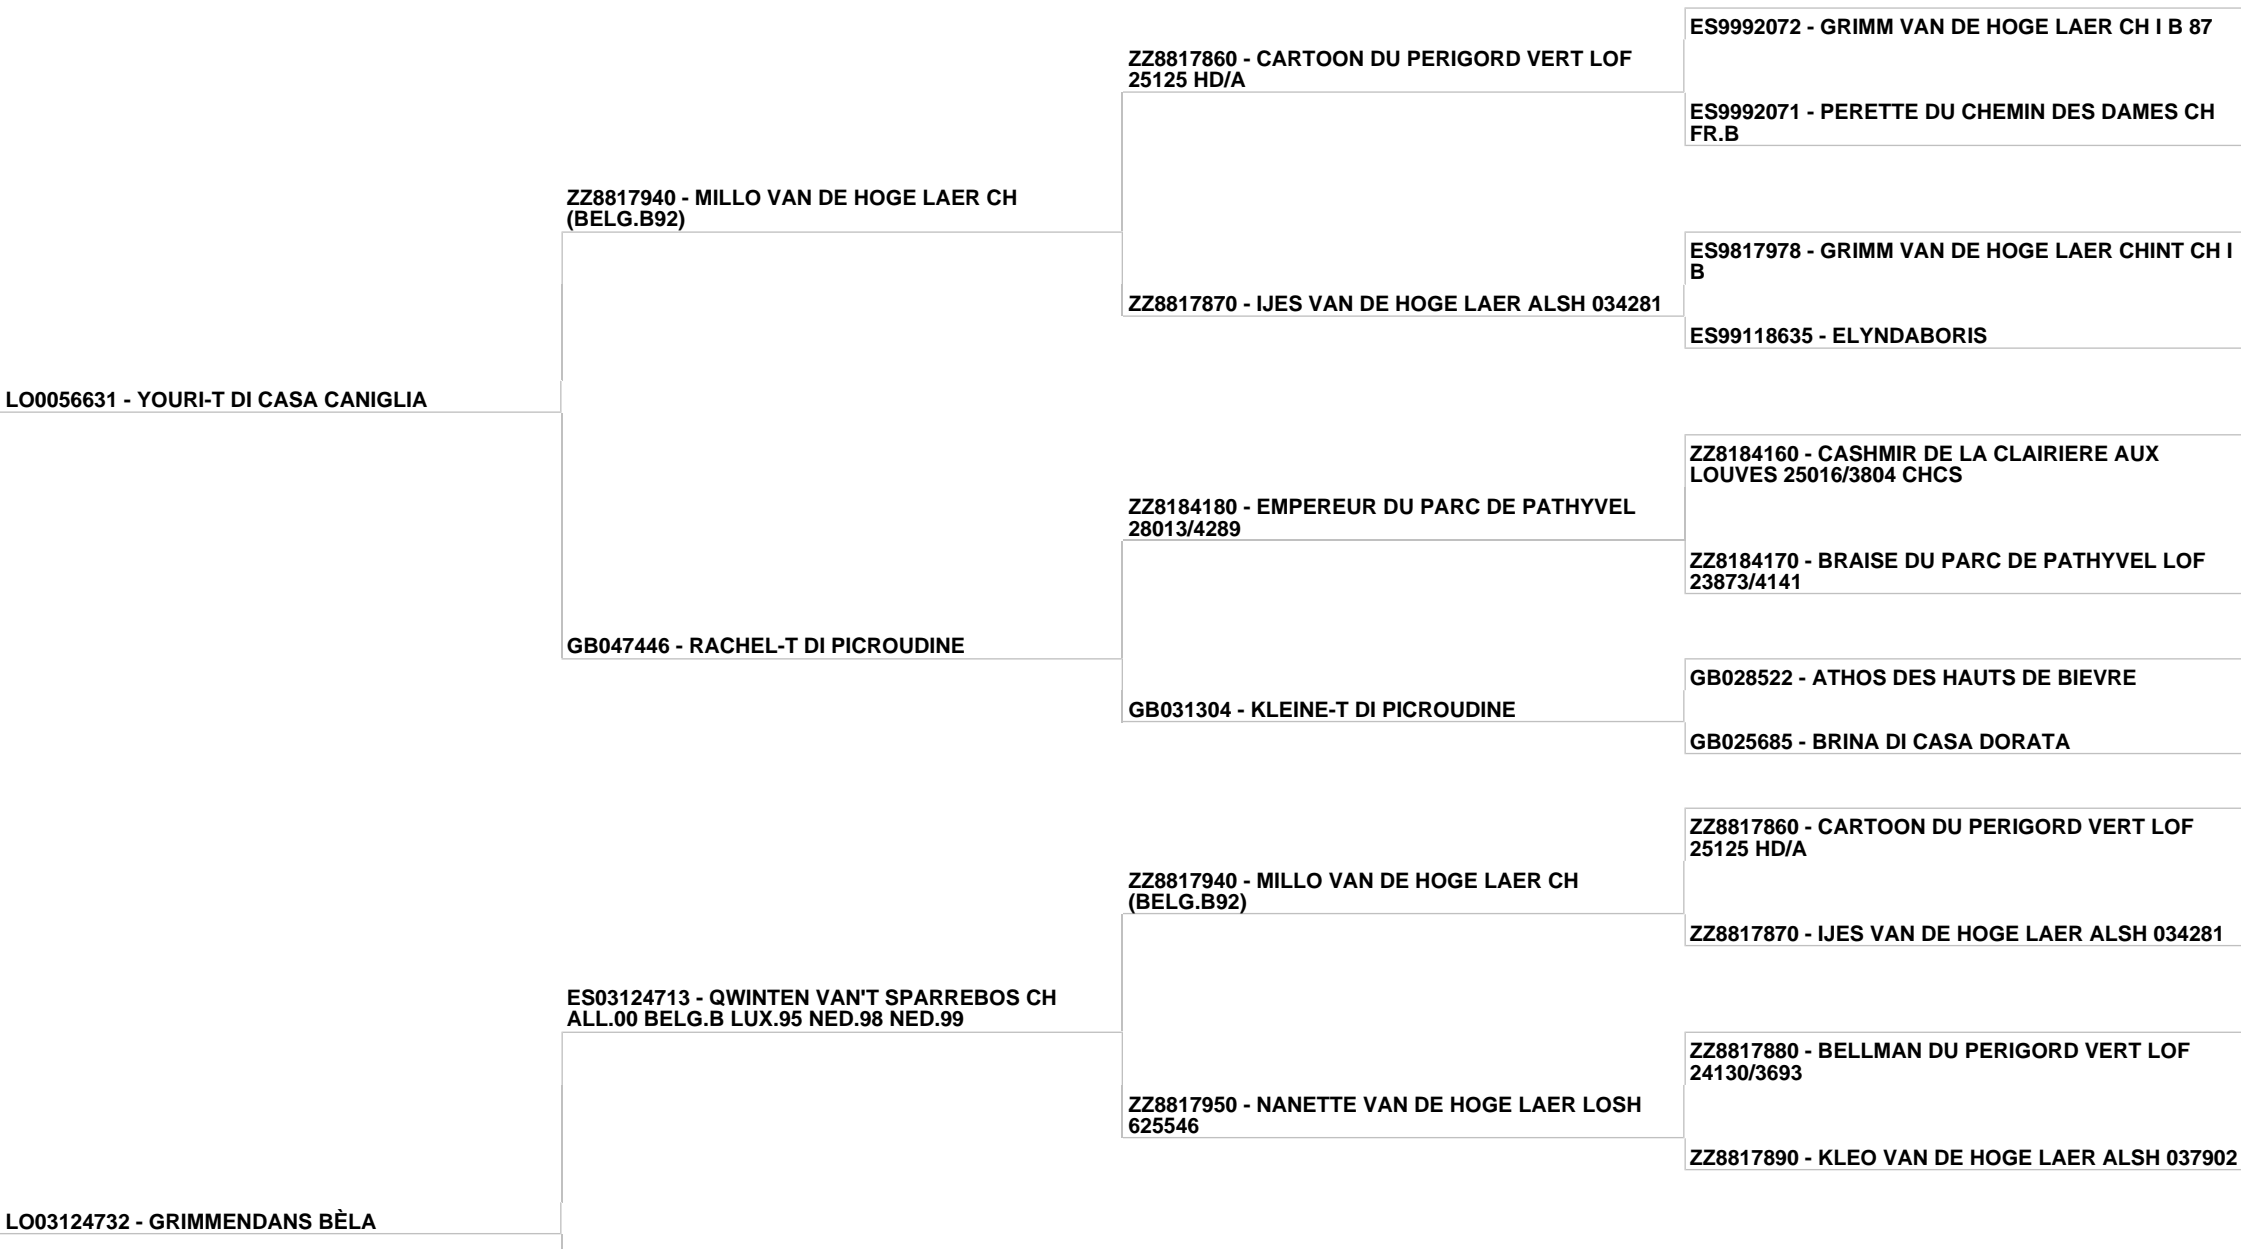 ES9992072 - GRIMM VAN DE HOGE LAER CH I B 87
ZZ8817860 - CARTOON DU PERIGORD VERT LOF
25125 HD/A
ES9992071 - PERETTE DU CHEMIN DES DAMES CH
FR.B
ZZ8817940 - MILLO VAN DE HOGE LAER CH
(BELG.B92)
ES9817978 - GRIMM VAN DE HOGE LAER CHINT CH I
B
ZZ8817870 - IJES VAN DE HOGE LAER ALSH 034281
ES99118635 - ELYNDABORIS
LO0056631 - YOURI-T DI CASA CANIGLIA
ZZ8184160 - CASHMIR DE LA CLAIRIERE AUX
LOUVES 25016/3804 CHCS
ZZ8184180 - EMPEREUR DU PARC DE PATHYVEL
28013/4289
ZZ8184170 - BRAISE DU PARC DE PATHYVEL LOF
23873/4141
GB047446 - RACHEL-T DI PICROUDINE
GB028522 - ATHOS DES HAUTS DE BIEVRE
GB031304 - KLEINE-T DI PICROUDINE
GB025685 - BRINA DI CASA DORATA
ZZ8817860 - CARTOON DU PERIGORD VERT LOF
25125 HD/A
ZZ8817940 - MILLO VAN DE HOGE LAER CH
(BELG.B92)
ZZ8817870 - IJES VAN DE HOGE LAER ALSH 034281
ES03124713 - QWINTEN VAN'T SPARREBOS CH
ALL.00 BELG.B LUX.95 NED.98 NED.99
ZZ8817880 - BELLMAN DU PERIGORD VERT LOF
24130/3693
ZZ8817950 - NANETTE VAN DE HOGE LAER LOSH
625546
ZZ8817890 - KLEO VAN DE HOGE LAER ALSH 037902
LO03124732 - GRIMMENDANS BÈLA